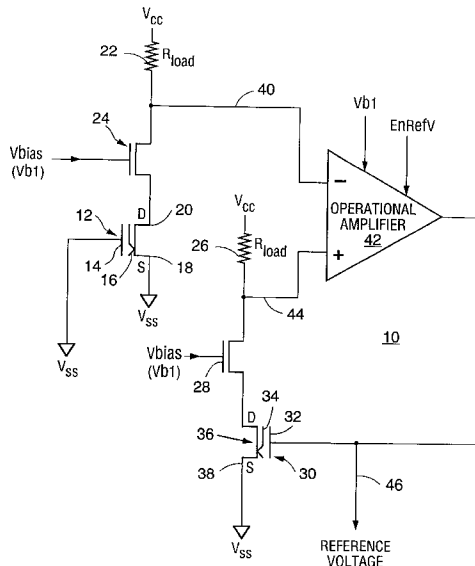 Vcc
22
Rload
40
24
Vb1
EnRefV
Vbias
(Vb1)
−
OPERATIONAL
AMPLIFIER
42
+
12
D
20
14
16
S
18
Vss
Vss
Vcc
26
Rload
44
10
Vbias
(Vb1)
28
D
34
32
36
38
S
30
46
Vss
REFERENCE
VOLTAGE